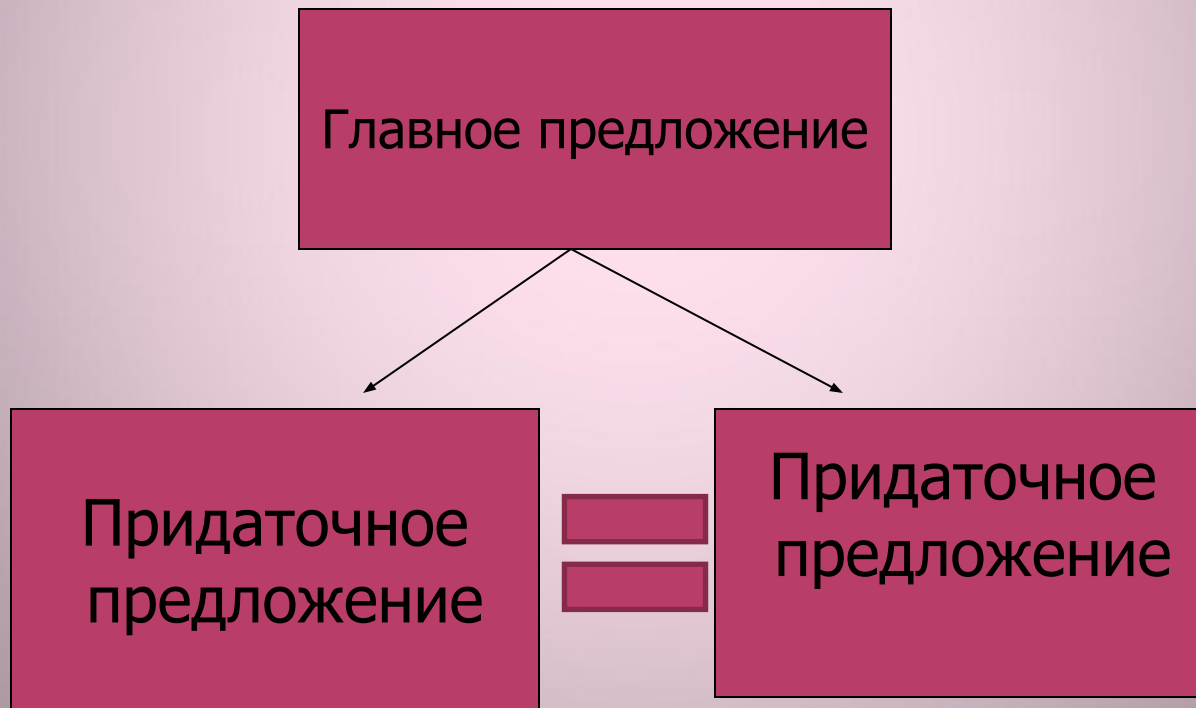 Главное предложение
Придаточное
предложение
Придаточное
предложение